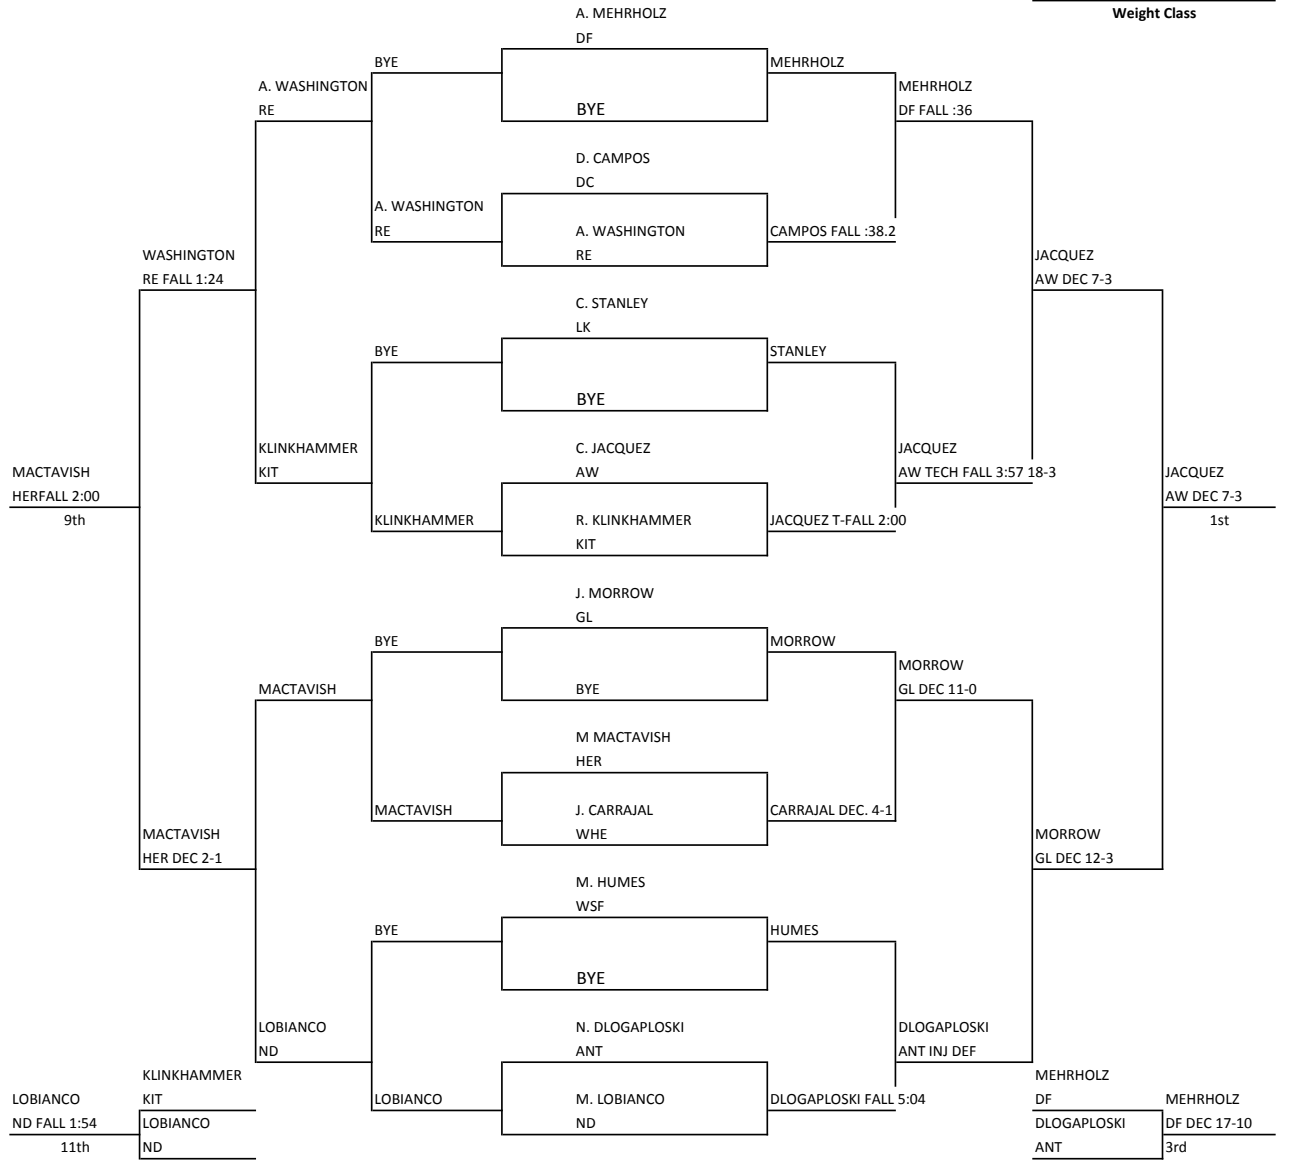 A. MEHRHOLZ
Weight Class
DF
BYE
MEHRHOLZ
A. WASHINGTON
MEHRHOLZ
RE
BYE
DF FALL :36
D. CAMPOS
DC
A. WASHINGTON
RE
A. WASHINGTON
CAMPOS FALL :38.2
WASHINGTON
RE
JACQUEZ
RE FALL 1:24
AW DEC 7-3
C. STANLEY
LK
BYE
STANLEY
BYE
KLINKHAMMER
C. JACQUEZ
JACQUEZ
MACTAVISH
KIT
AW
AW TECH FALL 3:57 18-3
JACQUEZ
HERFALL 2:00
AW DEC 7-3
9th
KLINKHAMMER
R. KLINKHAMMER
JACQUEZ T-FALL 2:00
1st
KIT
J. MORROW
GL
BYE
MORROW
MORROW
MACTAVISH
BYE
GL DEC 11-0
M MACTAVISH
HER
MACTAVISH
J. CARRAJAL
CARRAJAL DEC. 4-1
MACTAVISH
WHE
MORROW
HER DEC 2-1
GL DEC 12-3
M. HUMES
WSF
BYE
HUMES
BYE
LOBIANCO
N. DLOGAPLOSKI
DLOGAPLOSKI
ND
ANT
ANT INJ DEF
KLINKHAMMER
MEHRHOLZ
LOBIANCO
KIT
LOBIANCO
M. LOBIANCO
DLOGAPLOSKI FALL 5:04
DF
MEHRHOLZ
ND FALL 1:54
LOBIANCO
ND
DLOGAPLOSKI
DF DEC 17-10
11th
ND
ANT
3rd